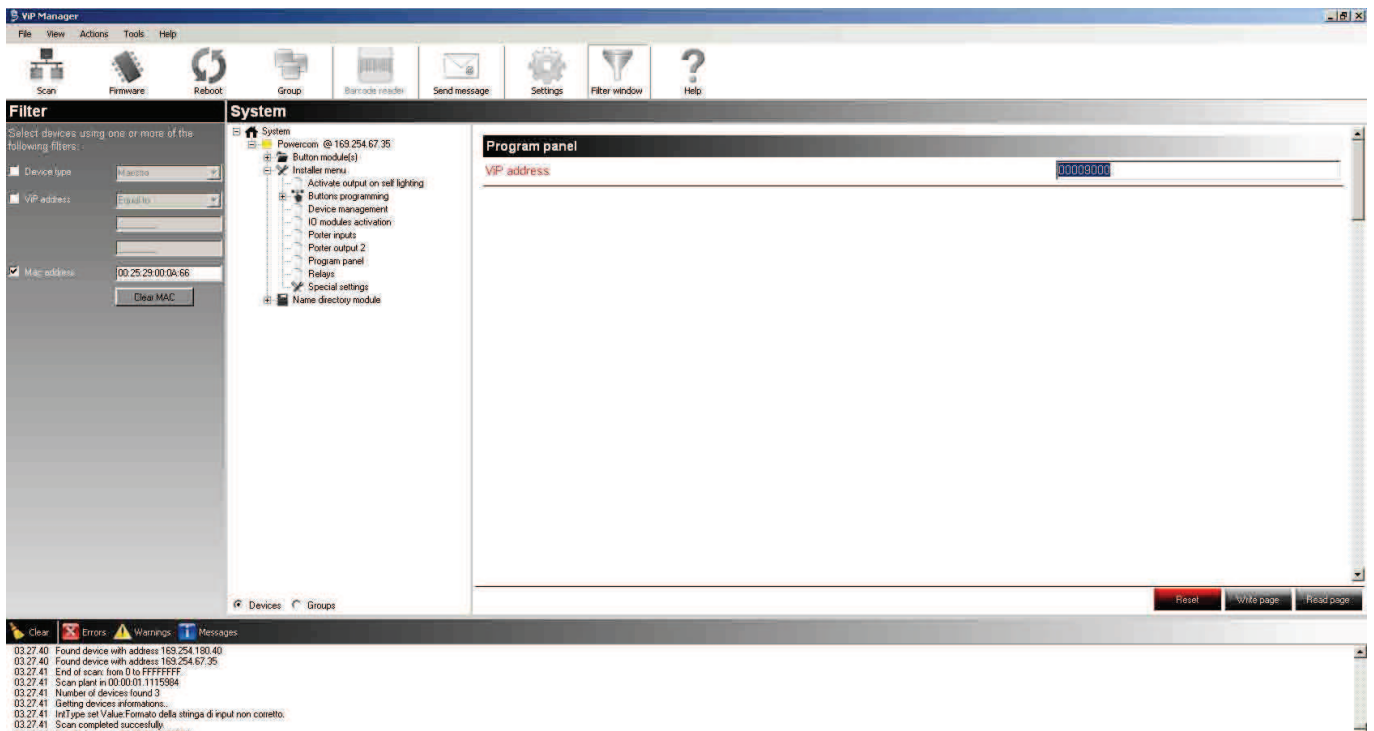 ViP Manager
File View Actions Tools Help
Scan Firmware Reboot Group Barcode reader Send message Settings Filter window Help
Filter
Select devices using one or more of the
following filters: -
Device type Maestro
ViP address Equal to
Mac address 00:25:29:00:0A:66
Clear MAC
System
System
Powercom @ 169.254.67.35
Button module(s)
Installer menu
Activate output on self lighting
Buttons programming
Device management
IO modules activation
Porter inputs
Porter output 2
Program panel
Relays
Special settings
Name directory module
Devices Groups
Program panel
ViP address 00009000
Reset Write page Read page
Clear Errors Warnings Messages
03.27.40 Found device with address 169.254.180.40
03.27.40 Found device with address 169.254.67.35
03.27.41 End of scan: from 0 to FFFFFFFF.
03.27.41 Scan plant in 00:00:01.1115984
03.27.41 Number of devices found 3
03.27.41 Getting devices informations..
03.27.41 IntType set Value:Formato della stringa di input non corretto.
03.27.41 Scan completed succesfully.